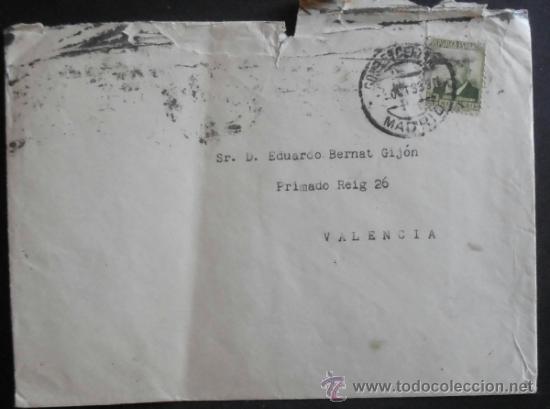 MADRID
Sr. D. Eduardo Bernat Gijón
Primado Reig 26
VALENCIA
© www.todocoleccion.net